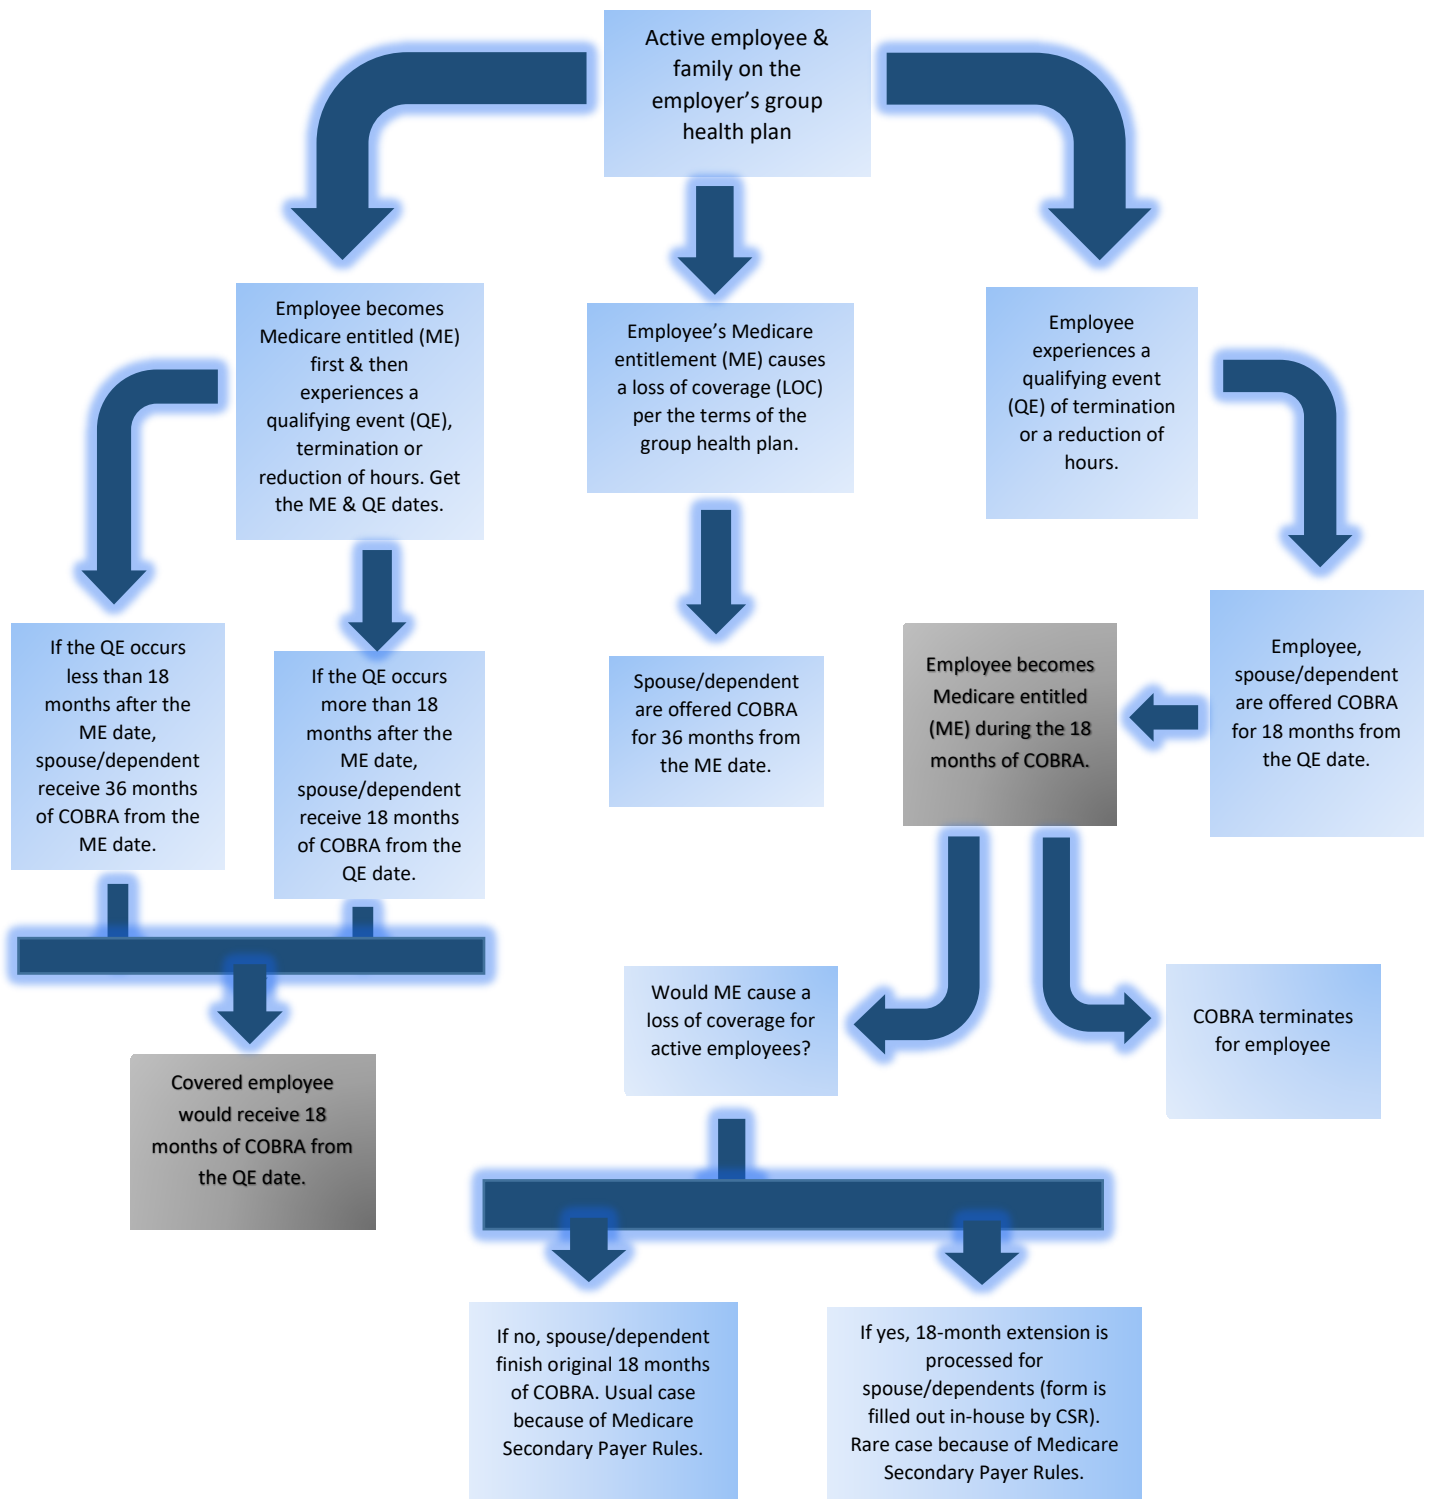 Active employee &
family on the
employer’s group
health plan
Employee becomes
Medicare entitled (ME)
first & then
experiences a
qualifying event (QE),
termination or
reduction of hours. Get
the ME & QE dates.
Employee’s Medicare
entitlement (ME) causes
a loss of coverage (LOC)
per the terms of the
group health plan.
Employee
experiences a
qualifying event
(QE) of termination
or a reduction of
hours.
If the QE occurs
less than 18
months after the
ME date,
spouse/dependent
receive 36 months
of COBRA from the
ME date.
If the QE occurs
more than 18
months after the
ME date,
spouse/dependent
receive 18 months
of COBRA from the
QE date.
Spouse/dependent
are offered COBRA
for 36 months from
the ME date.
Employee becomes
Medicare entitled
(ME) during the 18
months of COBRA.
Employee,
spouse/dependent
are offered COBRA
for 18 months from
the QE date.
Would ME cause a
loss of coverage for
active employees?
COBRA terminates
for employee
Covered employee
would receive 18
months of COBRA from
the QE date.
If no, spouse/dependent
finish original 18 months
of COBRA. Usual case
because of Medicare
Secondary Payer Rules.
If yes, 18-month extension is
processed for
spouse/dependents (form is
filled out in-house by CSR).
Rare case because of Medicare
Secondary Payer Rules.